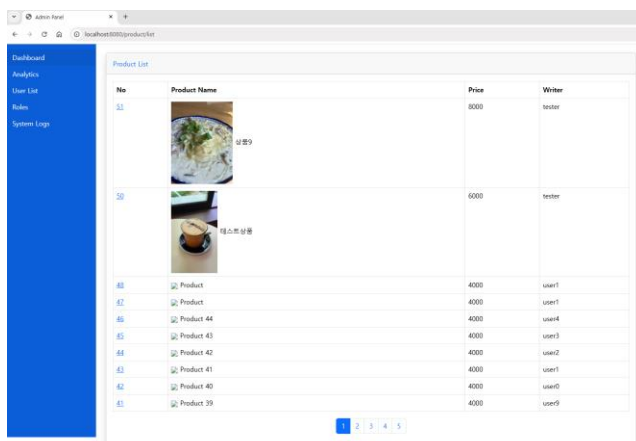 Admin Panel
localhost:8080/product/list
Dashboard
Analytics
User List
Roles
System Logs
Product List
No Product Name Price Writer
51 상품9 8000 tester
50 테스트상품 6000 tester
48 Product 4000 user1
47 Product 4000 user1
46 Product 44 4000 user4
45 Product 43 4000 user3
44 Product 42 4000 user2
43 Product 41 4000 user1
42 Product 40 4000 user0
41 Product 39 4000 user9
1 2 3 4 5